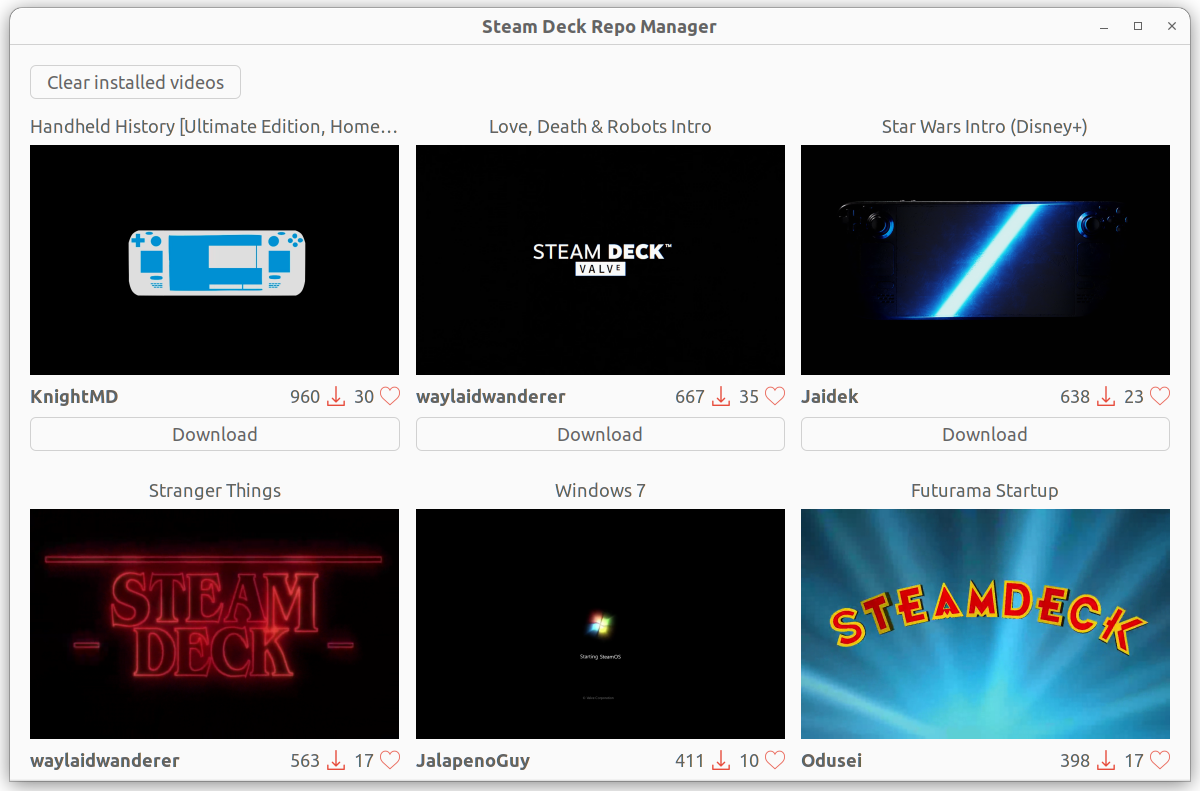 Steam Deck Repo Manager
Clear installed videos
Handheld History [Ultimate Edition, Home…
Love, Death & Robots Intro
Star Wars Intro (Disney+)
STEAM DECK™
VALVE
KnightMD 960 30
waylaidwanderer 667 35
Jaidek 638 23
Download
Download
Download
Stranger Things
Windows 7
Futurama Startup
STEAM
DECK
Starting SteamOS
STEAMDECK
waylaidwanderer 563 17
JalapenoGuy 411 10
Odusei 398 17